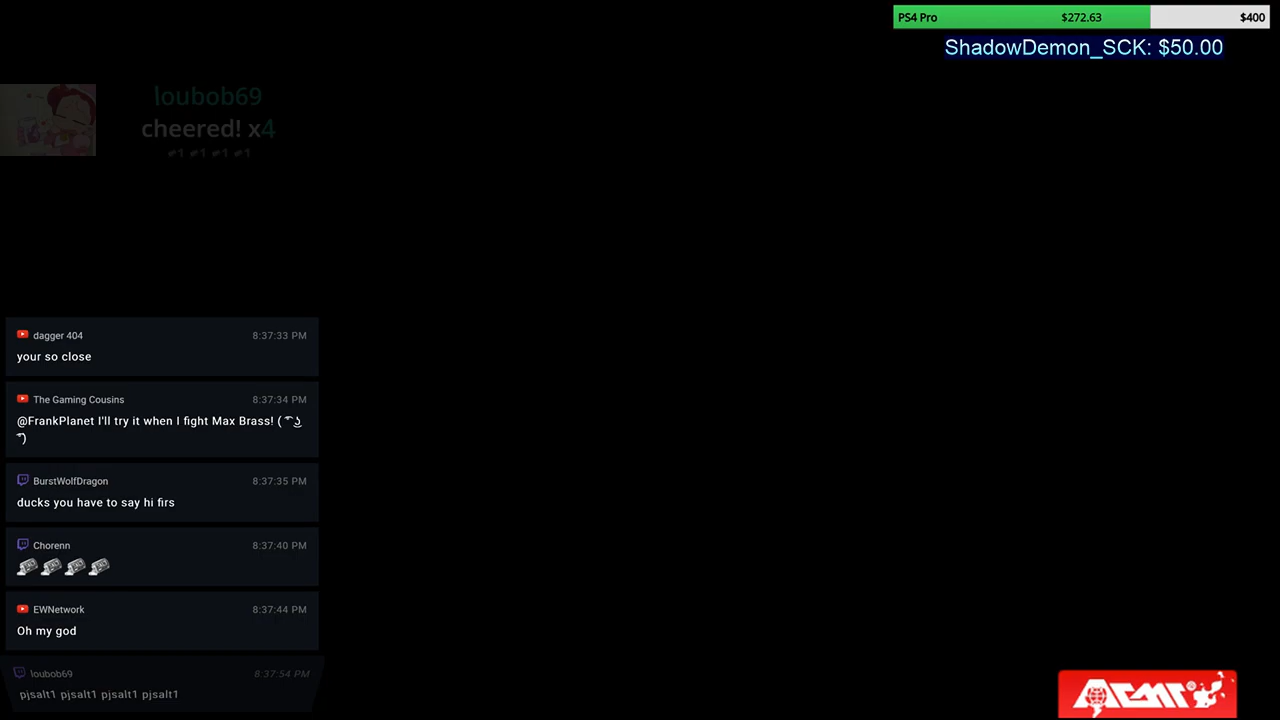 PS4 Pro $272.63 $400
ShadowDemon_SCK: $50.00
loubob69
cheered! x4
dagger 404 8:37:33 PM
your so close
The Gaming Cousins 8:37:34 PM
@FrankPlanet I'll try it when I fight Max Brass! ( ͡° ͜ʖ
͡°)
BurstWolfDragon 8:37:35 PM
ducks you have to say hi firs
Chorenn 8:37:40 PM
EWNetwork 8:37:44 PM
Oh my god
loubob69 8:37:54 PM
pjsalt1 pjsalt1 pjsalt1 pjsalt1